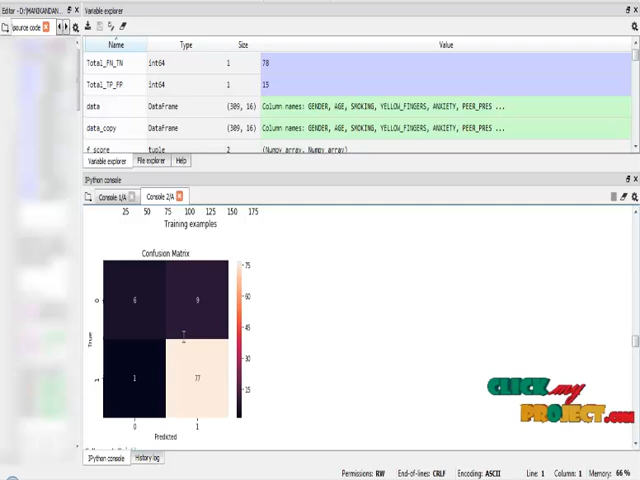 Editor - D:\MANIKANDAN...
Variable explorer
source code
Name Type Size Value
Total_FN_TN int64 1 78
Total_TP_FP int64 1 15
data DataFrame (309, 16) Column names: GENDER, AGE, SMOKING, YELLOW_FINGERS, ANXIETY, PEER_PRES ...
data_copy DataFrame (309, 16) Column names: GENDER, AGE, SMOKING, YELLOW_FINGERS, ANXIETY, PEER_PRES ...
f_score tuple 2 (Numpy array, Numpy array)
Variable explorer File explorer Help
IPython console
Console 1/A Console 2/A
25 50 75 100 125 150 175
Training examples
Confusion Matrix
75
0 6 9
60
45
True
30
1 1 77
15
0 1
Predicted
CLICK my
PROJECT.com
IPython console History log
Permissions: RW End-of-lines: CRLF Encoding: ASCII Line: 1 Column: 1 Memory: 66 %